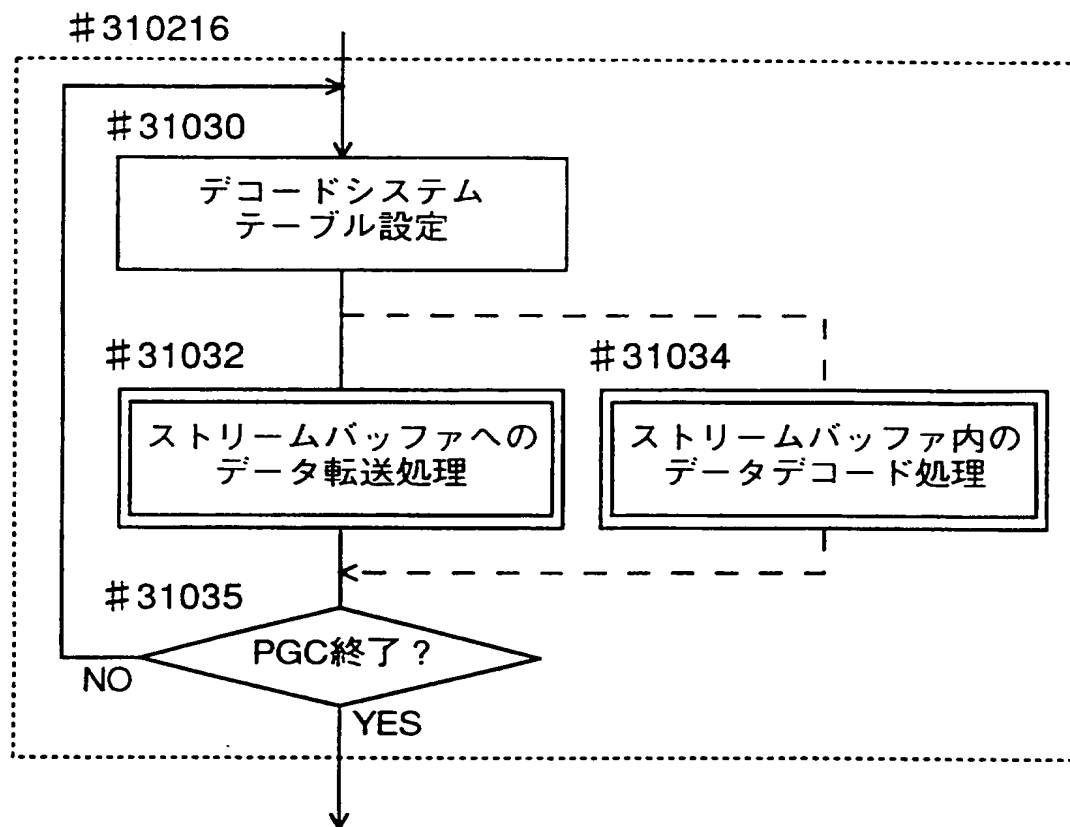 #310216
#31030
デコードシステム
テーブル設定
#31032
#31034
ストリームバッファへの
データ転送処理
ストリームバッファ内の
データデコード処理
#31035
PGC終了?
NO
YES